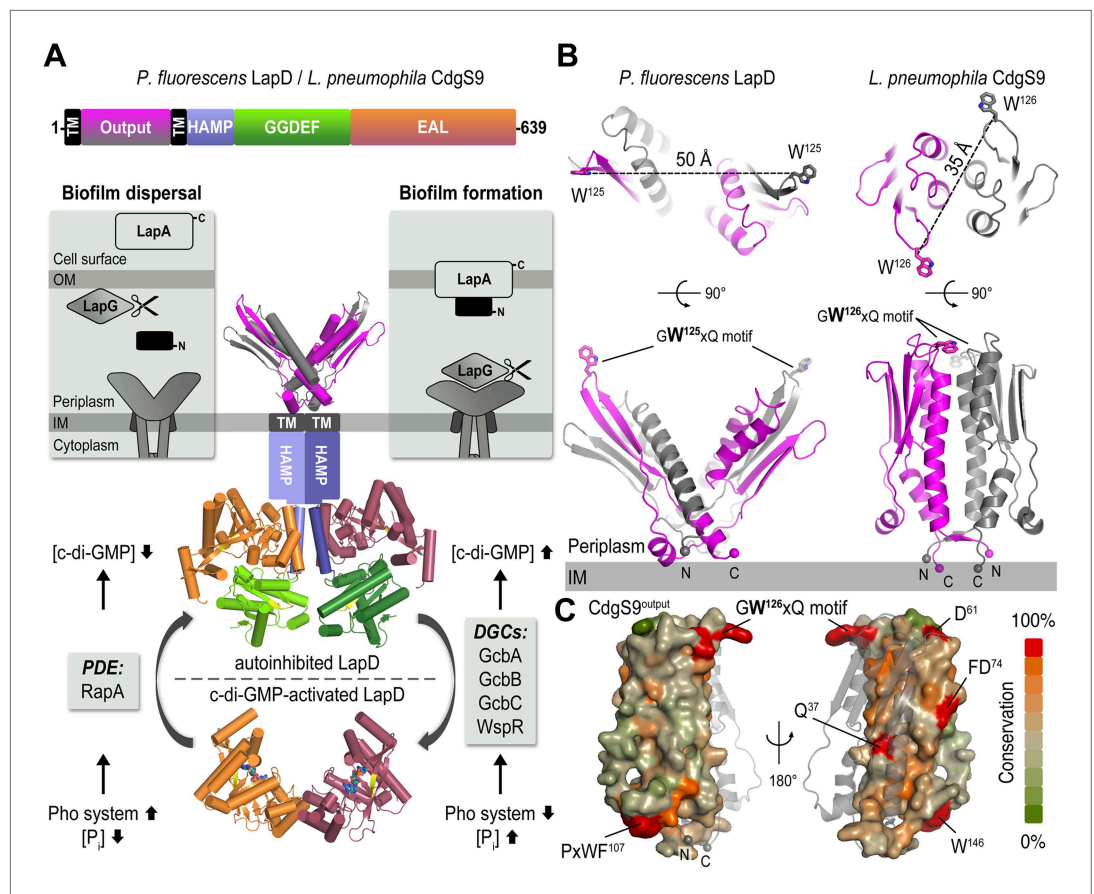 A
P. fluorescens LapD / L. pneumophila CdgS9
1- TM Output TM HAMP GGDEF EAL -639
Biofilm dispersal
C
LapA
Cell surface
OM
LapG
N
Periplasm
IM
Cytoplasm
Biofilm formation
C
LapA
N
LapG
TM TM
HAMP HAMP
[c-di-GMP]
[c-di-GMP]
PDE:
RapA
autoinhibited LapD
c-di-GMP-activated LapD
DGCs:
GcbA
GcbB
GcbC
WspR
Pho system
[Pi]
Pho system
[Pi]
B
P. fluorescens LapD
L. pneumophila CdgS9
W126
50 Å
W125
W125
35 Å
W126
90°
90°
GW125xQ motif
GW126xQ motif
Periplasm
IM
N C
N C C N
C
CdgS9output
GW126xQ motif
D61
FD74
Q37
180°
PxWF107
N C
W146
100%
Conservation
0%